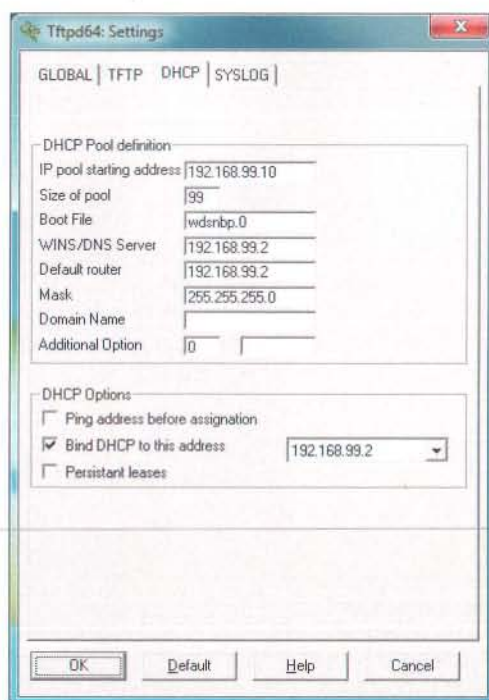 Tftpd64: Settings
GLOBAL TFTP DHCP SYSLOG
DHCP Pool definition
IP pool starting address 192.168.99.10
Size of pool 99
Boot File wdsnbp.0
WINS/DNS Server 192.168.99.2
Default router 192.168.99.2
Mask 255.255.255.0
Domain Name
Additional Option 0
DHCP Options
Ping address before assignation
Bind DHCP to this address 192.168.99.2
Persistant leases
OK Default Help Cancel